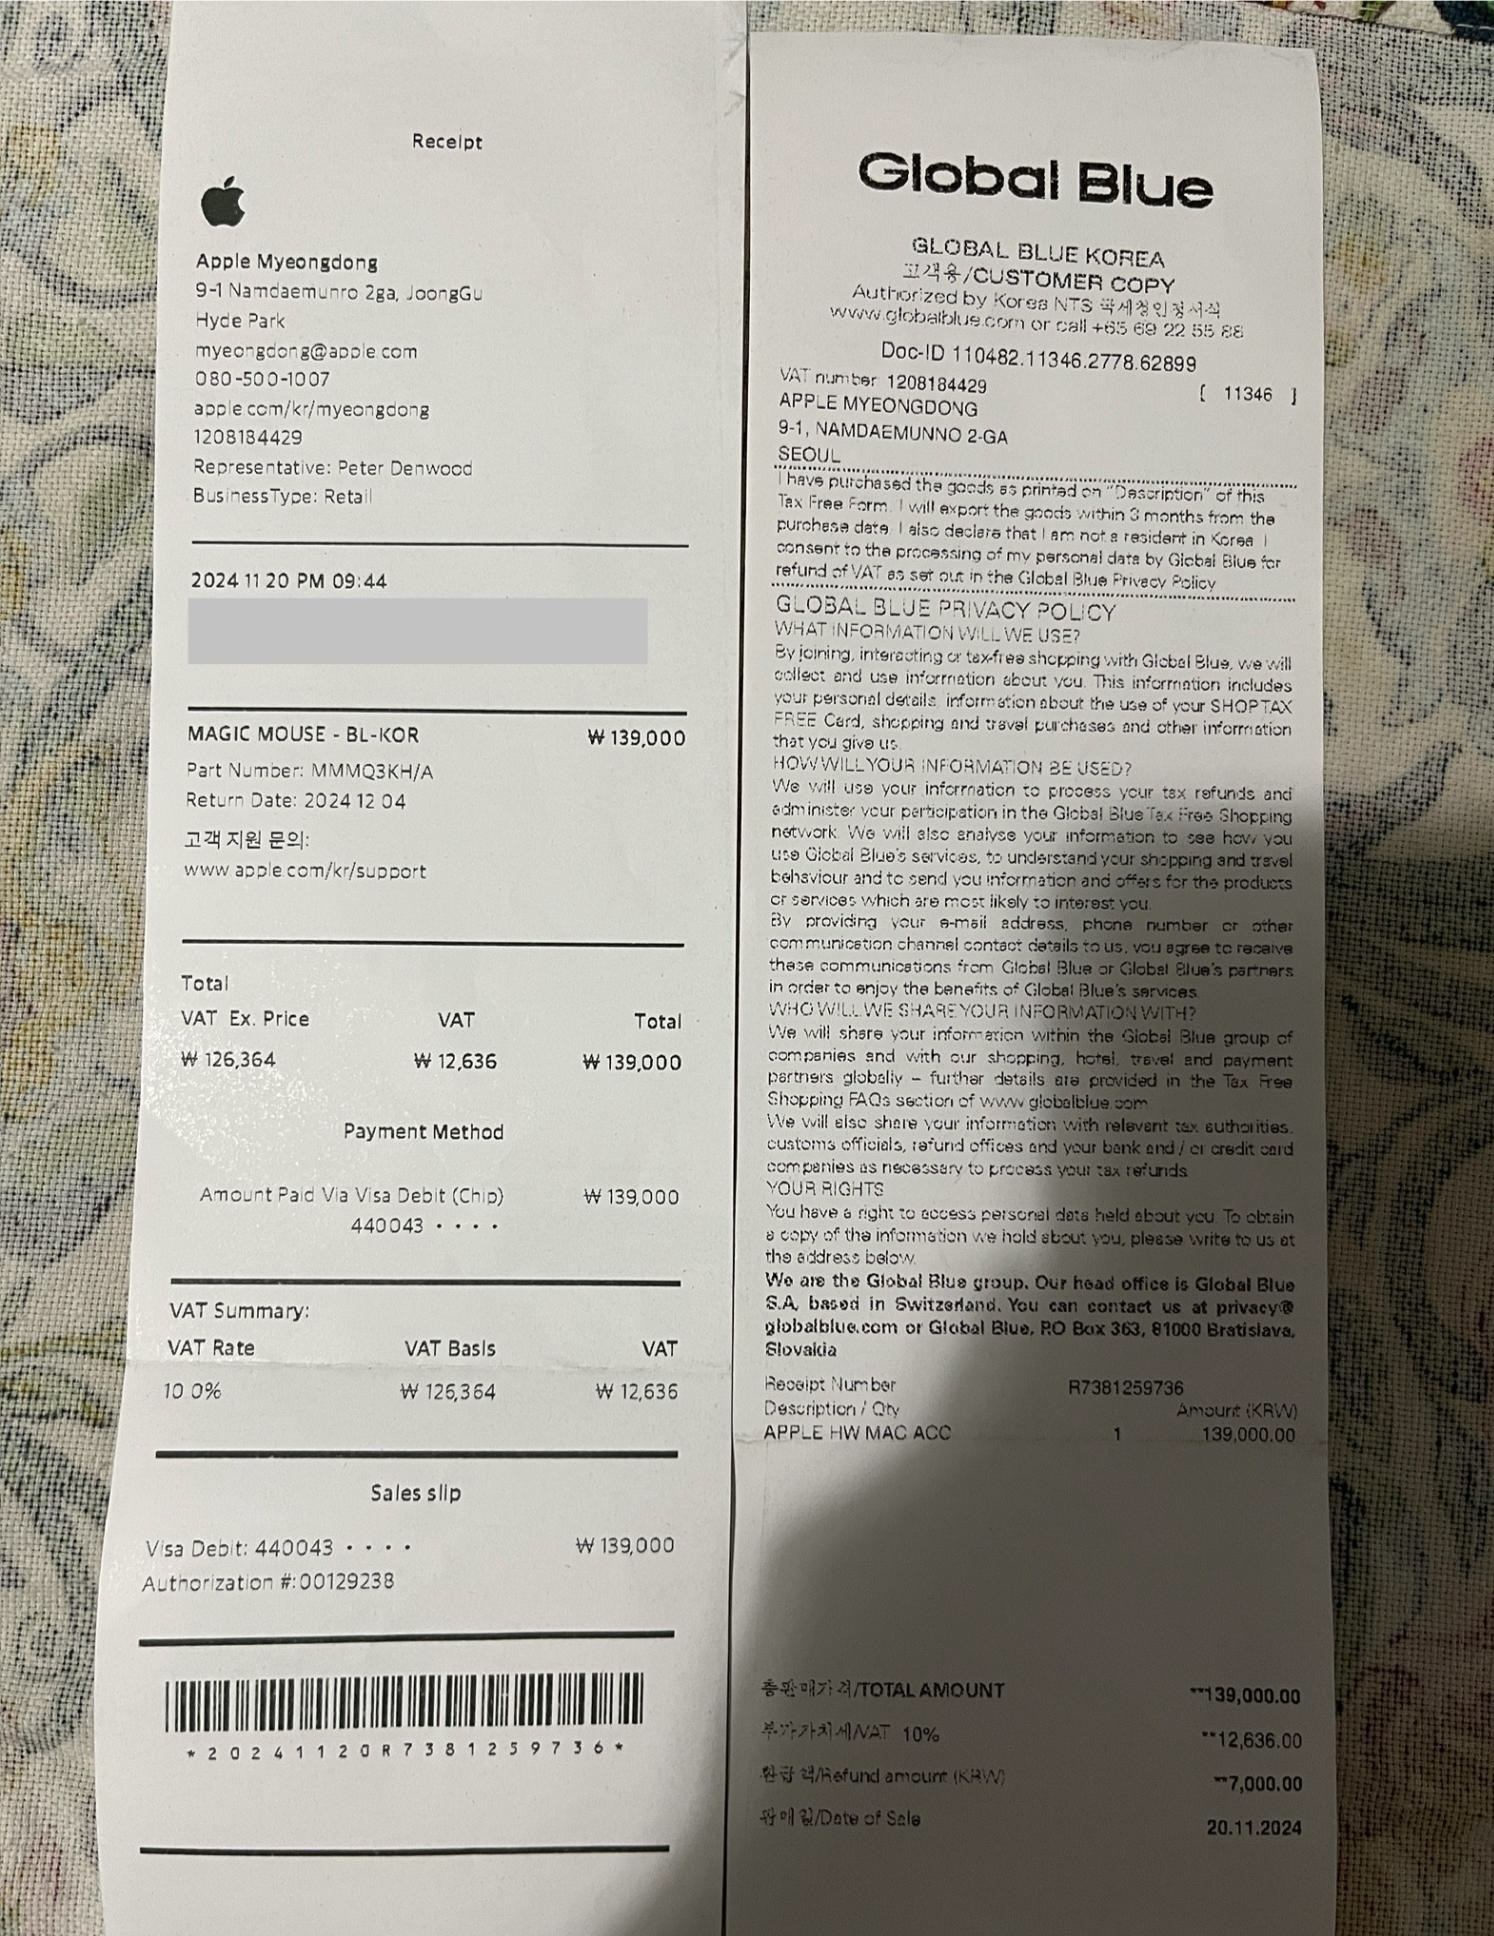 Receipt
Apple Myeongdong
9-1 Namdaemunro 2ga, JoongGu
Hyde Park
myeongdong@apple.com
080-500-1007
apple.com/kr/myeongdong
1208184429
Representative: Peter Denwood
BusinessType: Retail
2024 11 20 PM 09:44
MAGIC MOUSE - BL-KOR ₩ 139,000
Part Number: MMMQ3KH/A
Return Date: 2024 12 04
고객 지원 문의:
www apple.com/kr/support
Total
VAT Ex. Price VAT Total
₩ 126,364 ₩ 12,636 ₩ 139,000
Payment Method
Amount Paid Via Visa Debit (Chip) ₩ 139,000
440043 • • • •
VAT Summary:
VAT Rate VAT Basis VAT
10 0% ₩ 126,364 ₩ 12,636
Sales slip
Visa Debit: 440043 • • • • ₩ 139,000
Authorization #:00129238
*20241120R7381259736*
Global Blue
GLOBAL BLUE KOREA
고객용/CUSTOMER COPY
Authorized by Korea NTS 국세청인정서식
www.globalblue.com or call +65 69 22 55 88
Doc-ID 110482.11346.2778.62899
VAT number 1208184429 [ 11346 ]
APPLE MYEONGDONG
9-1, NAMDAEMUNNO 2-GA
SEOUL
I have purchased the goods as printed on "Description" of this
Tax Free Form. I will export the goods within 3 months from the
purchase date. I also declare that I am not a resident in Korea I
consent to the processing of my personal data by Global Blue for
refund of VAT as set out in the Global Blue Privacy Policy
GLOBAL BLUE PRIVACY POLICY
WHAT INFORMATION WILL WE USE?
By joining, interacting or tax-free shopping with Global Blue, we will
collect and use information about you. This information includes
your personal details, information about the use of your SHOP TAX
FREE Card, shopping and travel purchases and other information
that you give us.
HOW WILL YOUR INFORMATION BE USED?
We will use your information to process your tax refunds and
administer your participation in the Global Blue Tax Free Shopping
network. We will also analyse your information to see how you
use Global Blue's services, to understand your shopping and travel
behaviour and to send you information and offers for the products
or services which are most likely to interest you.
By providing your e-mail address, phone number or other
communication channel contact details to us, you agree to receive
these communications from Global Blue or Global Blue's partners
in order to enjoy the benefits of Global Blue's services.
WHO WILL WE SHARE YOUR INFORMATION WITH?
We will share your information within the Global Blue group of
companies and with our shopping, hotel, travel and payment
partners globally – further details are provided in the Tax Free
Shopping FAQs section of www globalblue.com
We will also share your information with relevant tax authorities,
customs officials, refund offices and your bank and / or credit card
companies as necessary to process your tax refunds
YOUR RIGHTS
You have a right to access personal data held about you. To obtain
a copy of the information we hold about you, please write to us at
the address below.
We are the Global Blue group. Our head office is Global Blue
S.A, based in Switzerland. You can contact us at privacy@
globalblue.com or Global Blue, P.O Box 363, 81000 Bratislava,
Slovakia
Receipt Number R7381259736
Description / Qty Amount (KRW)
APPLE HW MAC ACC 1 139,000.00
총판매가격/TOTAL AMOUNT **139,000.00
부가가치세/VAT 10% **12,636.00
환급액/Refund amount (KRW) **7,000.00
판매일/Date of Sale 20.11.2024